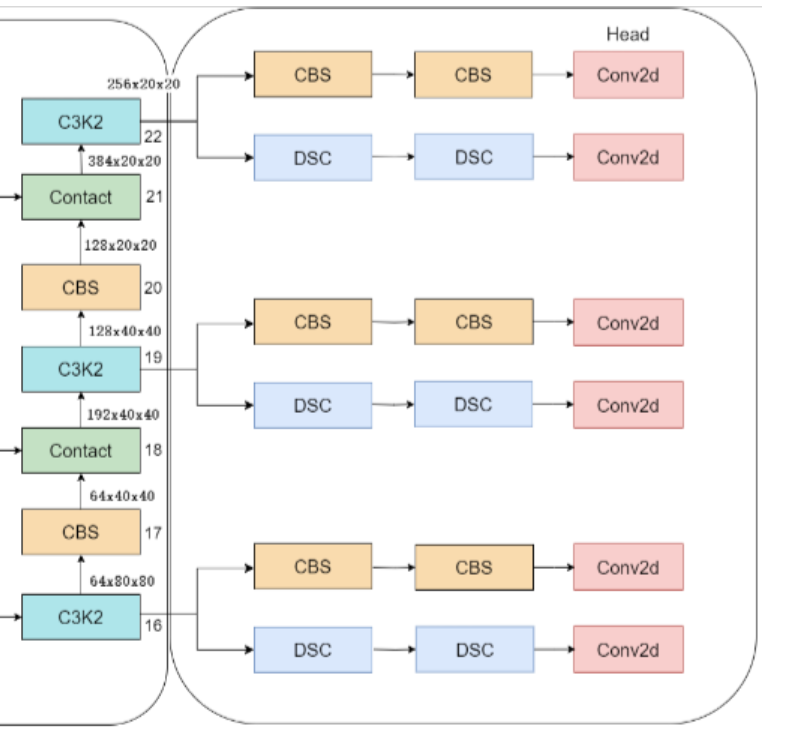 Head
256x20x20
CBS
CBS
Conv2d
C3K2
22
DSC
DSC
Conv2d
384x20x20
Contact
21
128x20x20
CBS
20
128x40x40
CBS
CBS
Conv2d
C3K2
19
DSC
DSC
Conv2d
192x40x40
Contact
18
64x40x40
CBS
17
64x80x80
CBS
CBS
Conv2d
C3K2
16
DSC
DSC
Conv2d